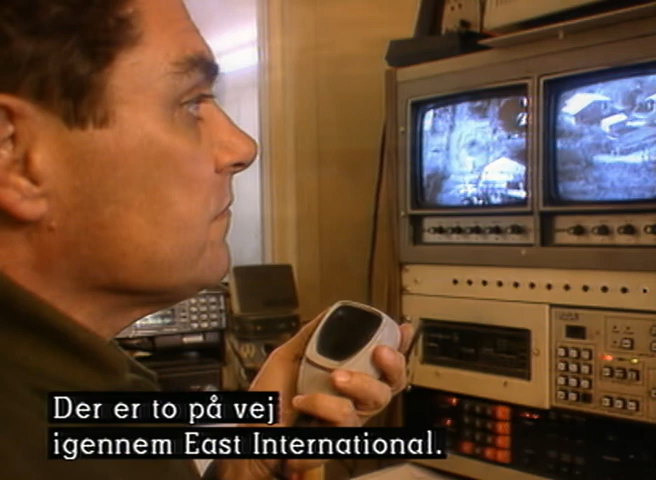 Der er to på vej
igennem East International.